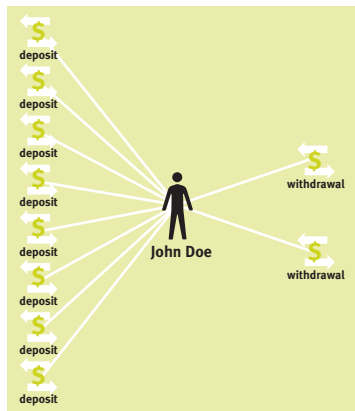 $
deposit
$
deposit
$
deposit
$
deposit
$
deposit
$
deposit
$
deposit
$
deposit
John Doe
$
withdrawal
$
withdrawal